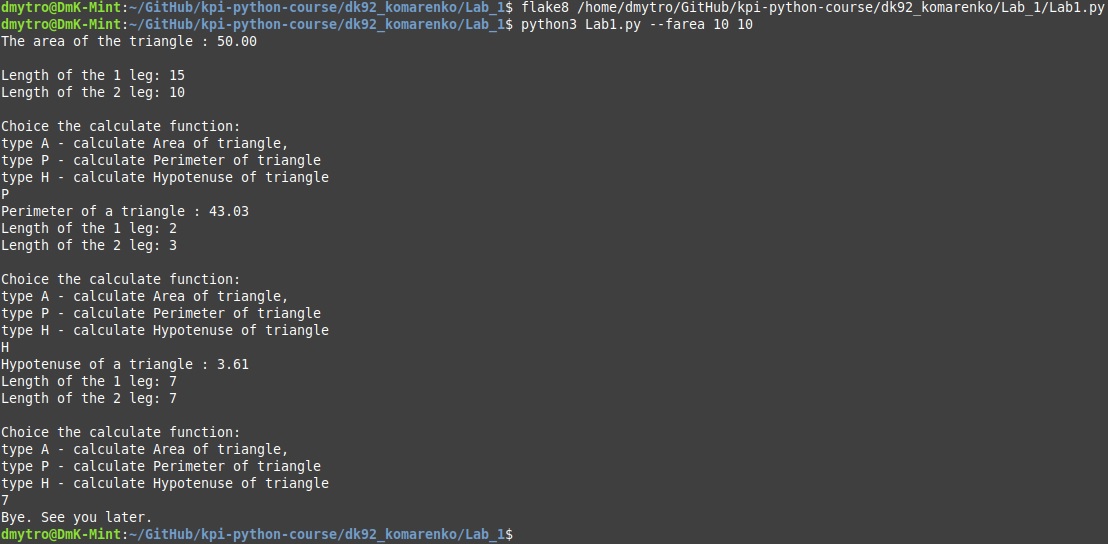 dmytro@DmK-Mint:~/GitHub/kpi-python-course/dk92_komarenko/Lab_1$ flake8 /home/dmytro/GitHub/kpi-python-course/dk92_komarenko/Lab_1/Lab1.py
dmytro@DmK-Mint:~/GitHub/kpi-python-course/dk92_komarenko/Lab_1$ python3 Lab1.py --farea 10 10
The area of the triangle : 50.00
Length of the 1 leg: 15
Length of the 2 leg: 10
Choice the calculate function:
type A - calculate Area of triangle,
type P - calculate Perimeter of triangle
type H - calculate Hypotenuse of triangle
P
Perimeter of a triangle : 43.03
Length of the 1 leg: 2
Length of the 2 leg: 3
Choice the calculate function:
type A - calculate Area of triangle,
type P - calculate Perimeter of triangle
type H - calculate Hypotenuse of triangle
H
Hypotenuse of a triangle : 3.61
Length of the 1 leg: 7
Length of the 2 leg: 7
Choice the calculate function:
type A - calculate Area of triangle,
type P - calculate Perimeter of triangle
type H - calculate Hypotenuse of triangle
7
Bye. See you later.
dmytro@DmK-Mint:~/GitHub/kpi-python-course/dk92_komarenko/Lab_1$